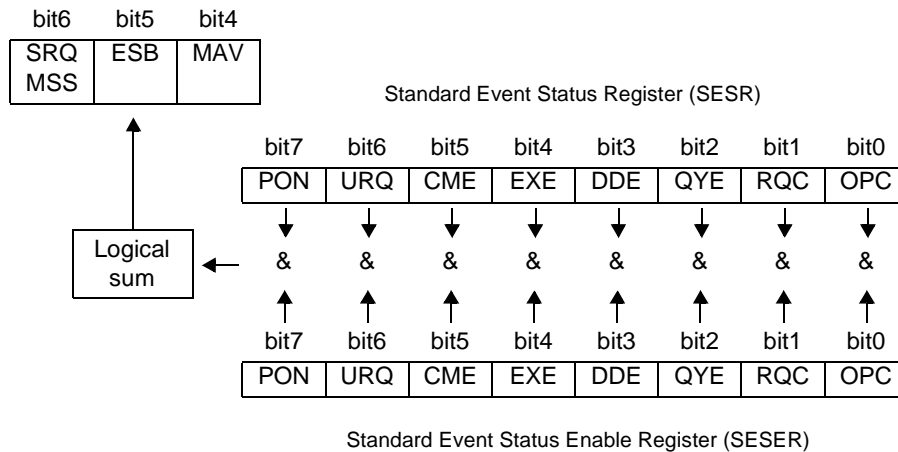 bit6 bit5 bit4
SRQ ESB MAV
MSS
Standard Event Status Register (SESR)
bit7 bit6 bit5 bit4 bit3 bit2 bit1 bit0
PON URQ CME EXE DDE QYE RQC OPC
Logical
sum
& & & & & & & &
bit7 bit6 bit5 bit4 bit3 bit2 bit1 bit0
PON URQ CME EXE DDE QYE RQC OPC
Standard Event Status Enable Register (SESER)